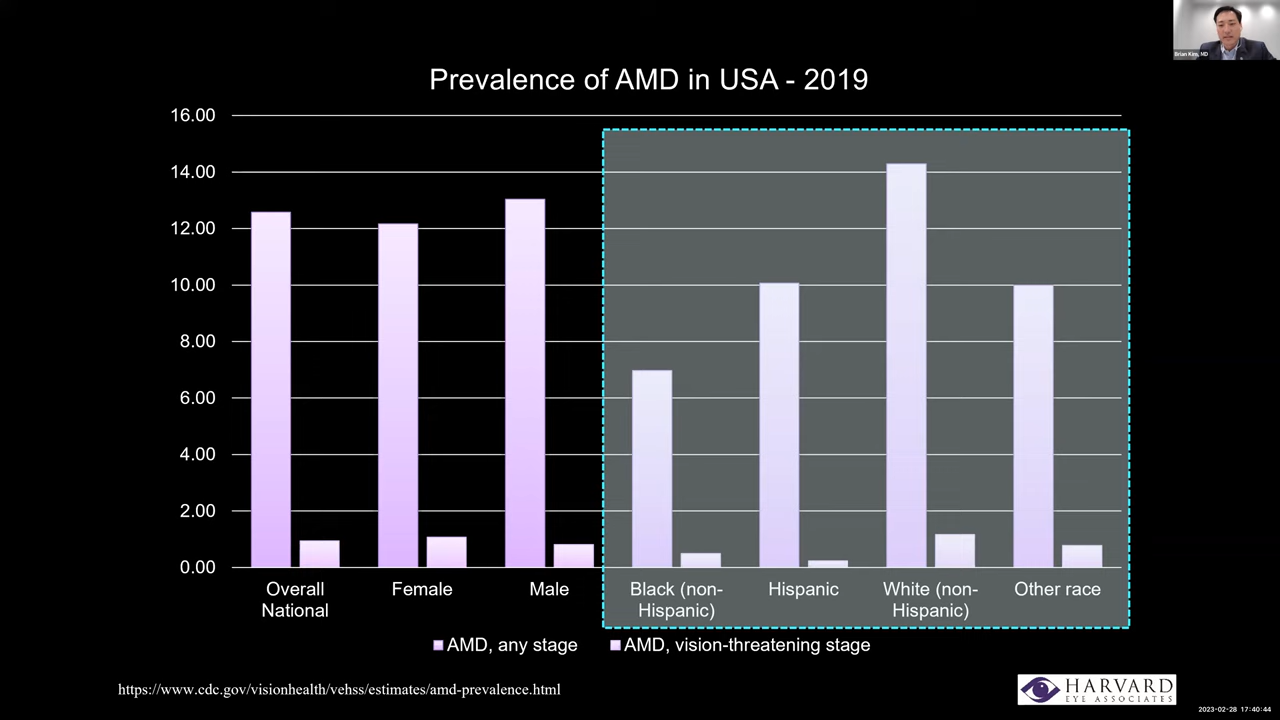 Brian Kim, MD
Prevalence of AMD in USA - 2019
16.00
14.00
12.00
10.00
8.00
6.00
4.00
2.00
0.00
Overall
National
Female
Male
Black (non-
Hispanic)
Hispanic
White (non-
Hispanic)
Other race
AMD, any stage
AMD, vision-threatening stage
https://www.cdc.gov/visionhealth/vehss/estimates/amd-prevalence.html
HARVARD
EYE ASSOCIATES
2023-02-28 17:40:44